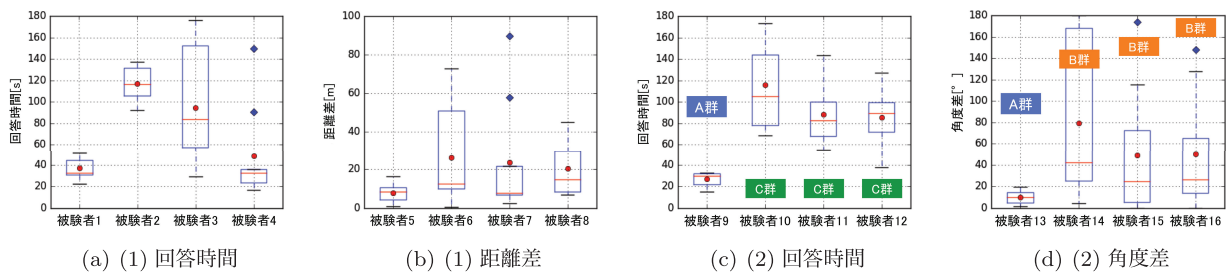 180
160
140
120
100
80
60
40
20
0
回答時間[s]
被験者1 被験者2 被験者3 被験者4
(a) (1) 回答時間
100
80
60
40
20
0
距離差[m]
被験者5 被験者6 被験者7 被験者8
(b) (1) 距離差
180
160
140
120
100
80
60
40
20
0
回答時間[s]
A群
C群 C群 C群
被験者9 被験者10 被験者11 被験者12
(c) (2) 回答時間
180
160
140
120
100
80
60
40
20
0
角度差[°]
A群
B群
B群
B群
被験者13 被験者14 被験者15 被験者16
(d) (2) 角度差